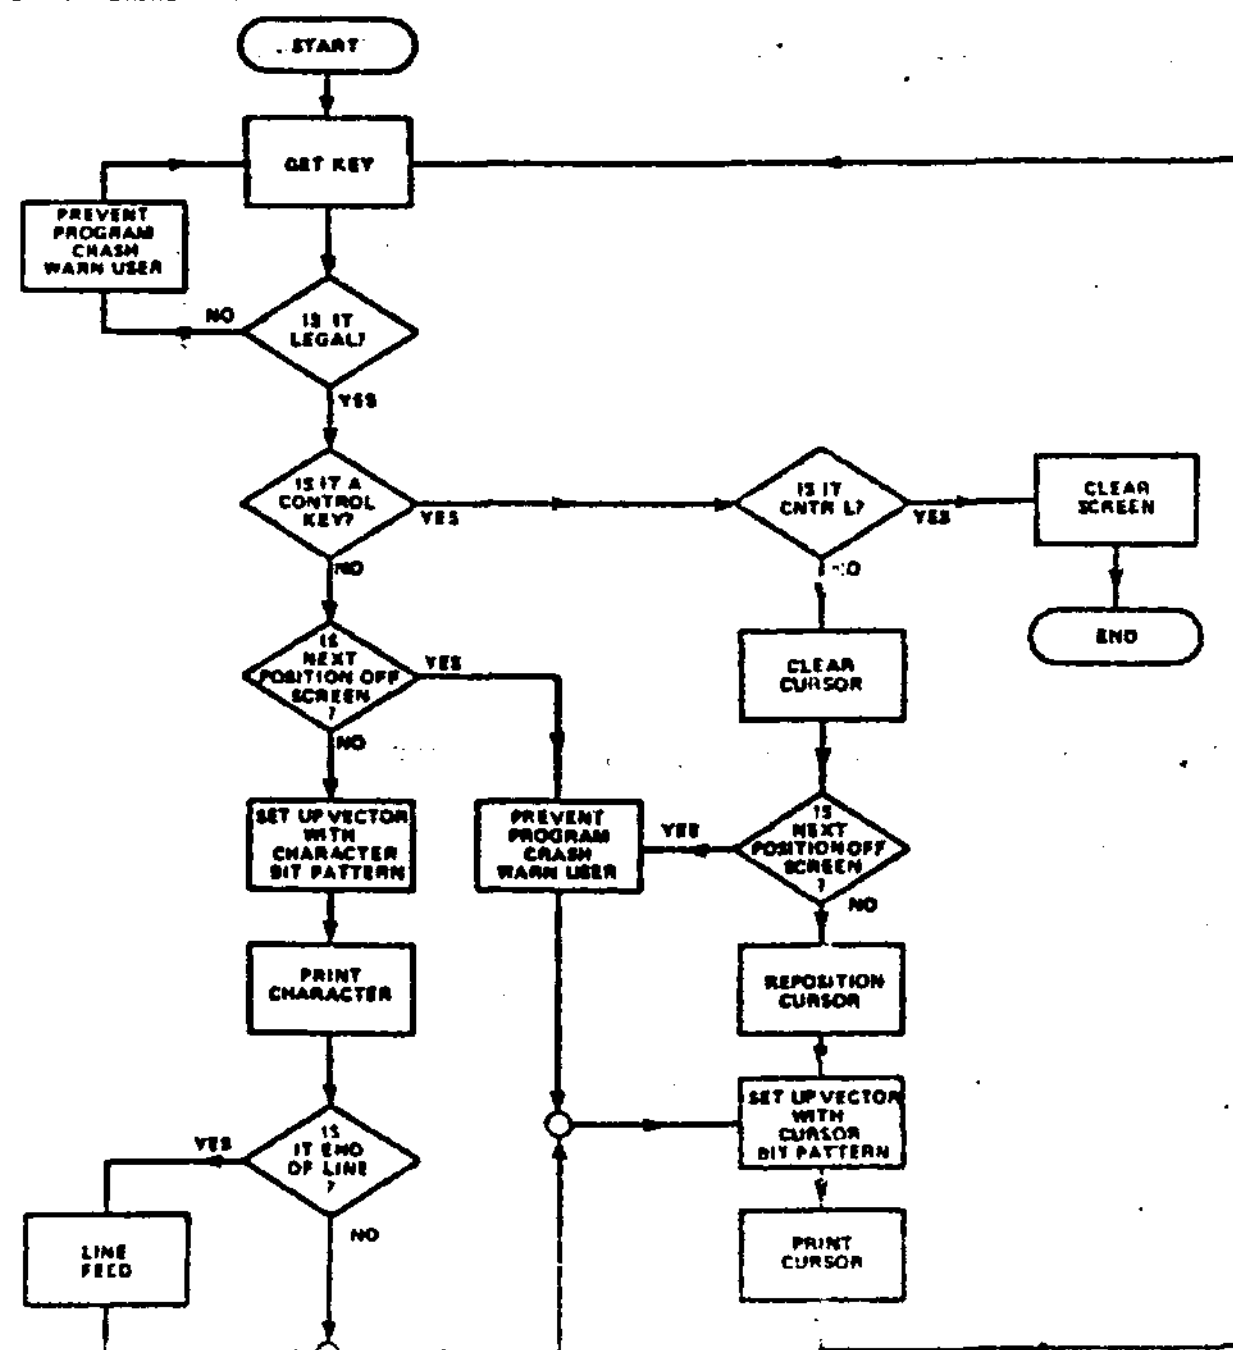 START
GET KEY
PREVENT
PROGRAM
CRASH
WARN USER
NO
IS IT
LEGAL?
YES
IS IT A
CONTROL
KEY?
YES
IS IT
CNTR L?
YES
CLEAR
SCREEN
NO
NO
END
IS
NEXT
POSITION OFF
SCREEN
?
YES
CLEAR
CURSOR
NO
SET UP VECTOR
WITH
CHARACTER
BIT PATTERN
PREVENT
PROGRAM
CRASH
WARN USER
YES
IS
NEXT
POSITION OFF
SCREEN
?
NO
PRINT
CHARACTER
REPOSITION
CURSOR
SET UP VECTOR
WITH
CURSOR
BIT PATTERN
YES
IS
IT END
OF LINE
?
NO
LINE
FEED
PRINT
CURSOR